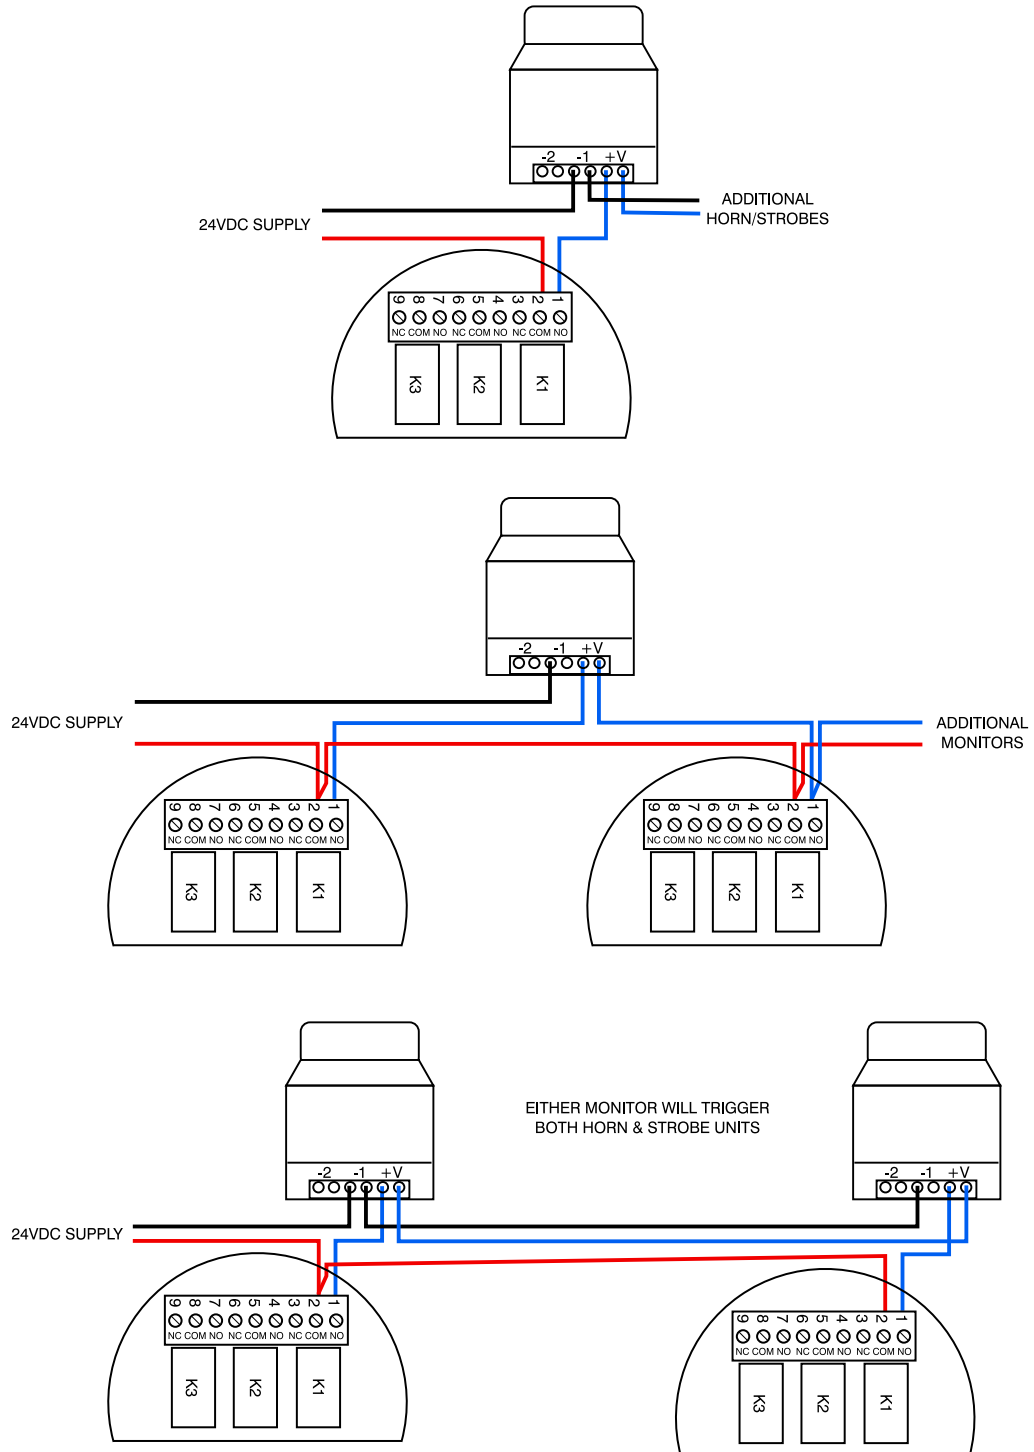 -2 -1 +V
ADDITIONAL
HORN/STROBES
24VDC SUPPLY
9 8 7 6 5 4 3 2 1
NC COM NO NC COM NO NC COM NO
K3 K2 K1
-2 -1 +V
24VDC SUPPLY
ADDITIONAL
MONITORS
9 8 7 6 5 4 3 2 1
NC COM NO NC COM NO NC COM NO
K3 K2 K1
9 8 7 6 5 4 3 2 1
NC COM NO NC COM NO NC COM NO
K3 K2 K1
EITHER MONITOR WILL TRIGGER
BOTH HORN & STROBE UNITS
-2 -1 +V
-2 -1 +V
24VDC SUPPLY
9 8 7 6 5 4 3 2 1
NC COM NO NC COM NO NC COM NO
K3 K2 K1
9 8 7 6 5 4 3 2 1
NC COM NO NC COM NO NC COM NO
K3 K2 K1